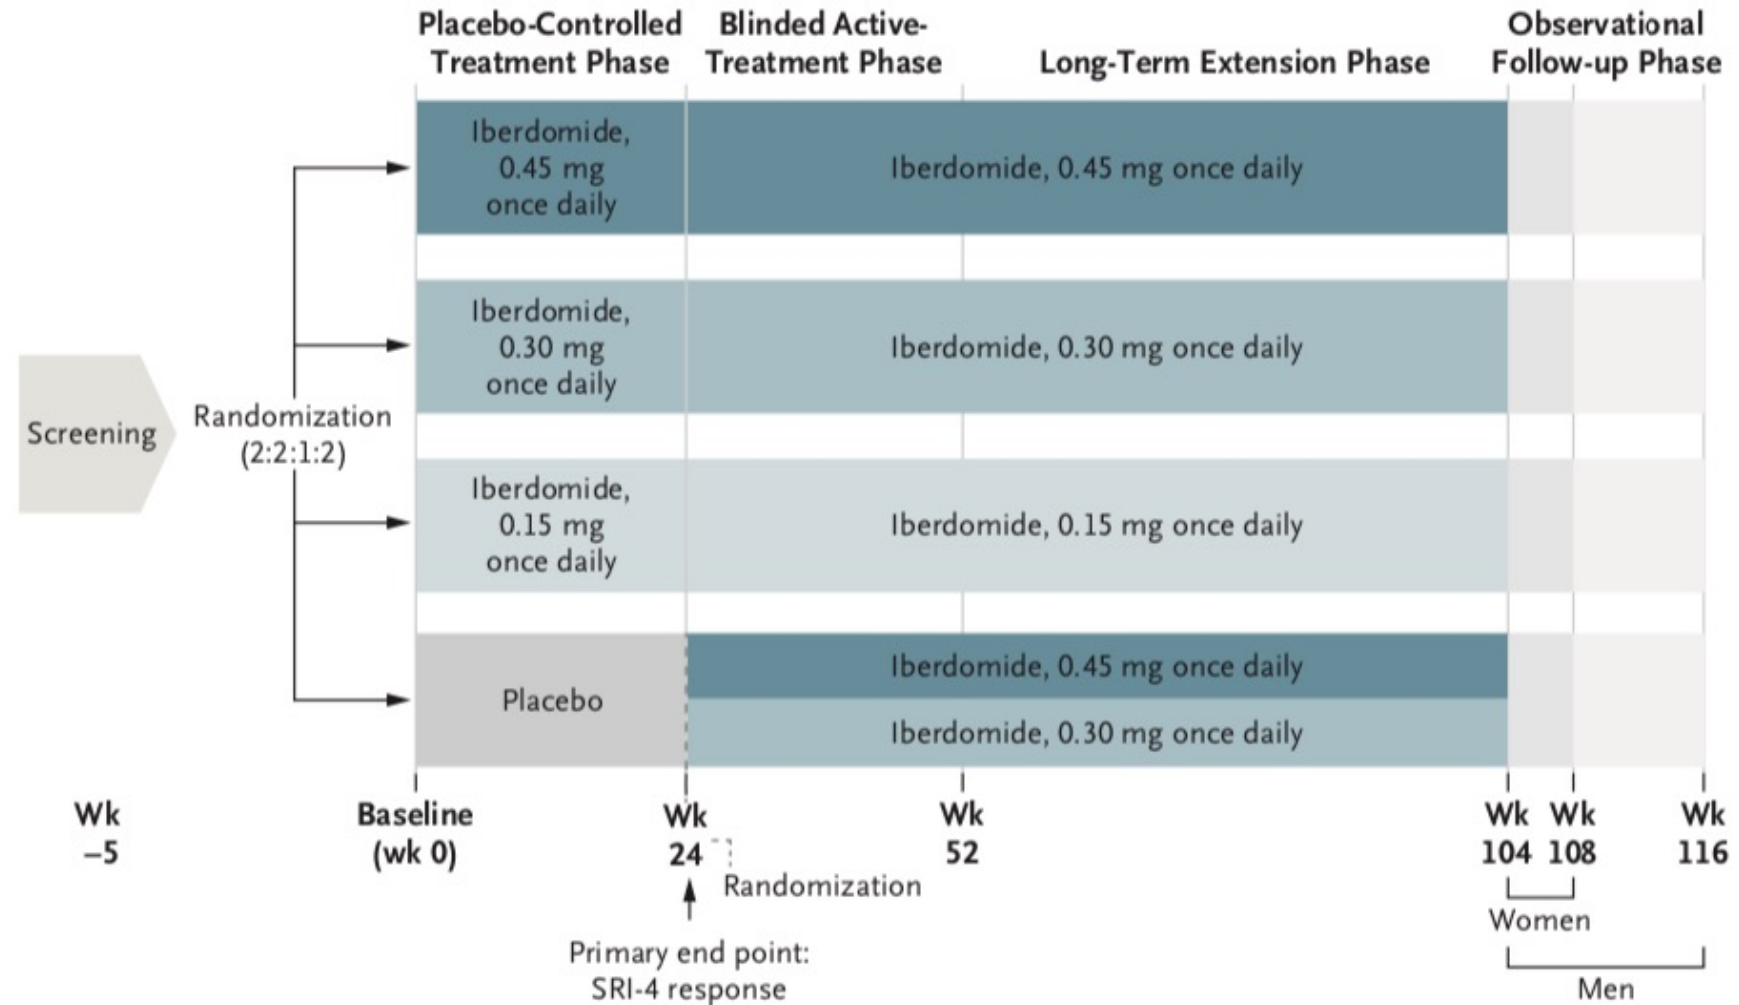 Placebo-Controlled
Treatment Phase
Blinded Active-
Treatment Phase
Long-Term Extension Phase
Observational
Follow-up Phase
Screening
Randomization
(2:2:1:2)
Iberdomide,
0.45 mg
once daily
Iberdomide, 0.45 mg once daily
Iberdomide,
0.30 mg
once daily
Iberdomide, 0.30 mg once daily
Iberdomide,
0.15 mg
once daily
Iberdomide, 0.15 mg once daily
Placebo
Iberdomide, 0.45 mg once daily
Iberdomide, 0.30 mg once daily
Wk
–5
Baseline
(wk 0)
Wk
24
Wk
52
Wk
104
Wk
108
Wk
116
Randomization
Primary end point:
SRI-4 response
Women
Men